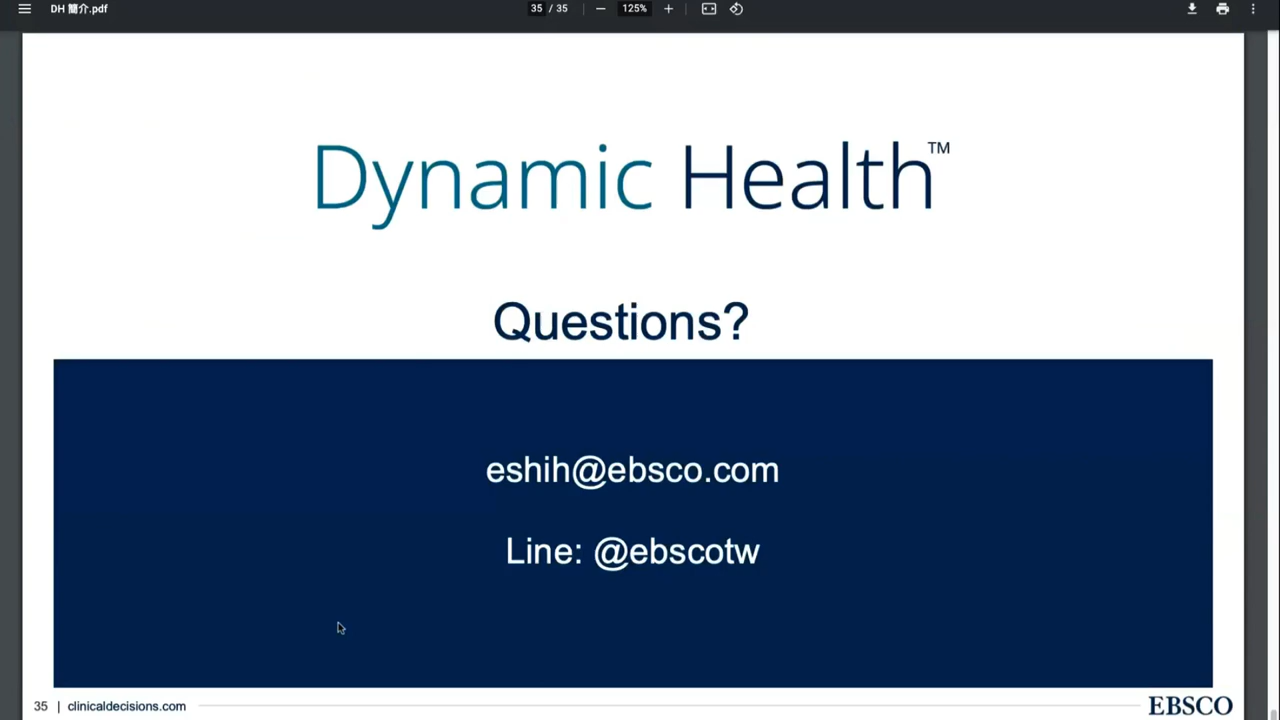 DH 簡介.pdf
35 / 35
125%
Dynamic Health™
Questions?
eshih@ebsco.com
Line: @ebscotw
35 | clinicaldecisions.com
EBSCO